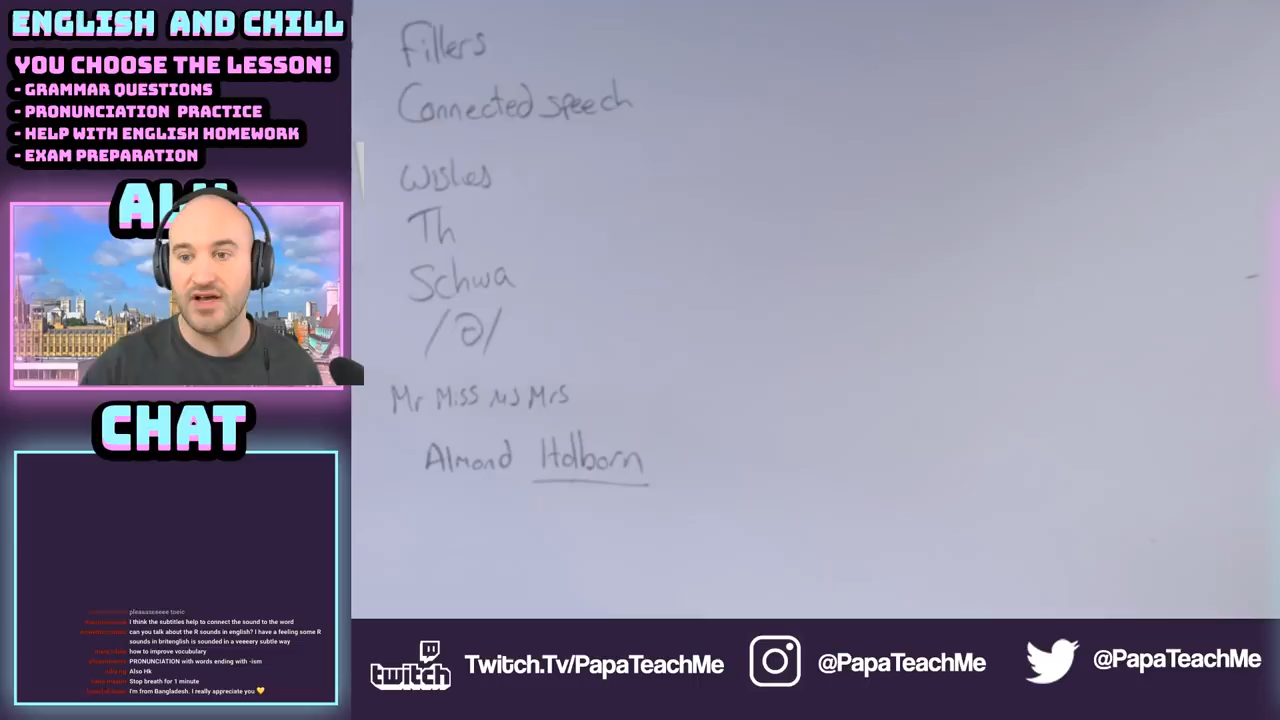 ENGLISH AND CHILL
YOU CHOOSE THE LESSON!
- GRAMMAR QUESTIONS
- PRONUNCIATION PRACTICE
- HELP WITH ENGLISH HOMEWORK
- EXAM PREPARATION
CHAT
pleaaaseeeee toeic
I think the subtitles help to connect the sound to the word
can you talk about the R sounds in english? I have a feeling some R
sounds in britenglish is sounded in a veeeery subtle way
how to improve vocubulary
PRONUNCIATION with words ending with -ism
Also Hk
Stop breath for 1 minute
I'm from Bangladesh. I really appreciate you 💛
Fillers
Connected speech
Wishes
Th
Schwa
/ə/
Mr Miss Ms Mrs
Almond Holborn
twitch Twitch.Tv/PapaTeachMe
@PapaTeachMe
@PapaTeachMe